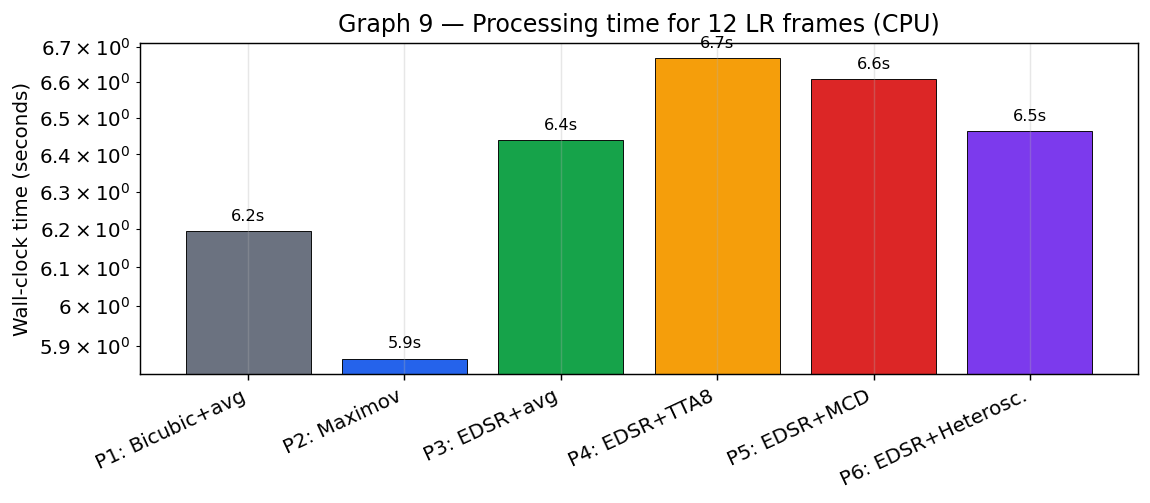 Graph 9 — Processing time for 12 LR frames (CPU)
Wall-clock time (seconds)
6.7 × 10⁰
6.6 × 10⁰
6.5 × 10⁰
6.4 × 10⁰
6.3 × 10⁰
6.2 × 10⁰
6.1 × 10⁰
6 × 10⁰
5.9 × 10⁰
6.2s
5.9s
6.4s
6.7s
6.6s
6.5s
P1: Bicubic+avg
P2: Maximov
P3: EDSR+avg
P4: EDSR+TTA8
P5: EDSR+MCD
P6: EDSR+Heterosc.